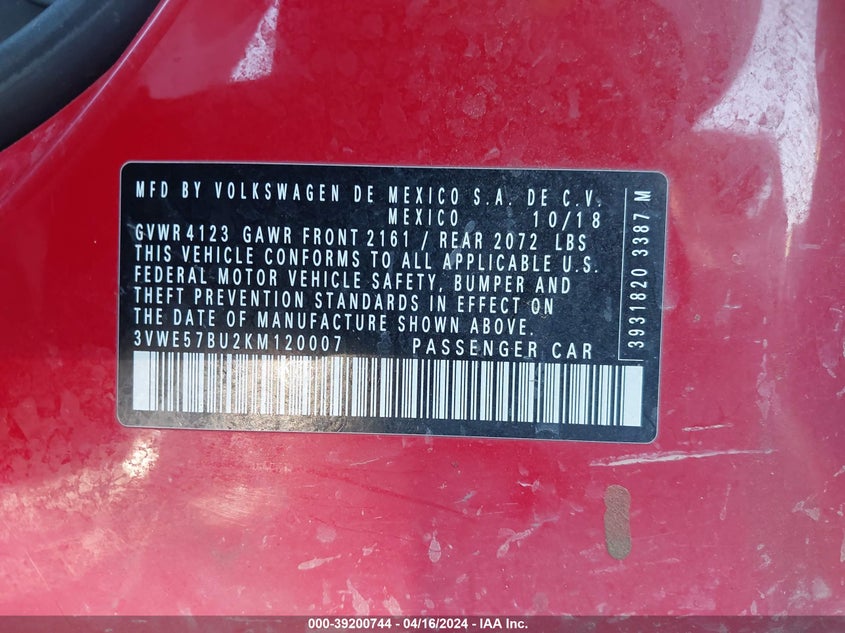 MFD BY VOLKSWAGEN DE MEXICO S.A. DE C.V.
MEXICO 10/18
GVWR 4123 GAWR FRONT 2161 / REAR 2072 LBS
THIS VEHICLE CONFORMS TO ALL APPLICABLE U.S.
FEDERAL MOTOR VEHICLE SAFETY, BUMPER AND
THEFT PREVENTION STANDARDS IN EFFECT ON
THE DATE OF MANUFACTURE SHOWN ABOVE.
3VWE57BU2KM120007 PASSENGER CAR
3931820 3387 M
000-39200744 - 04/16/2024 - IAA Inc.